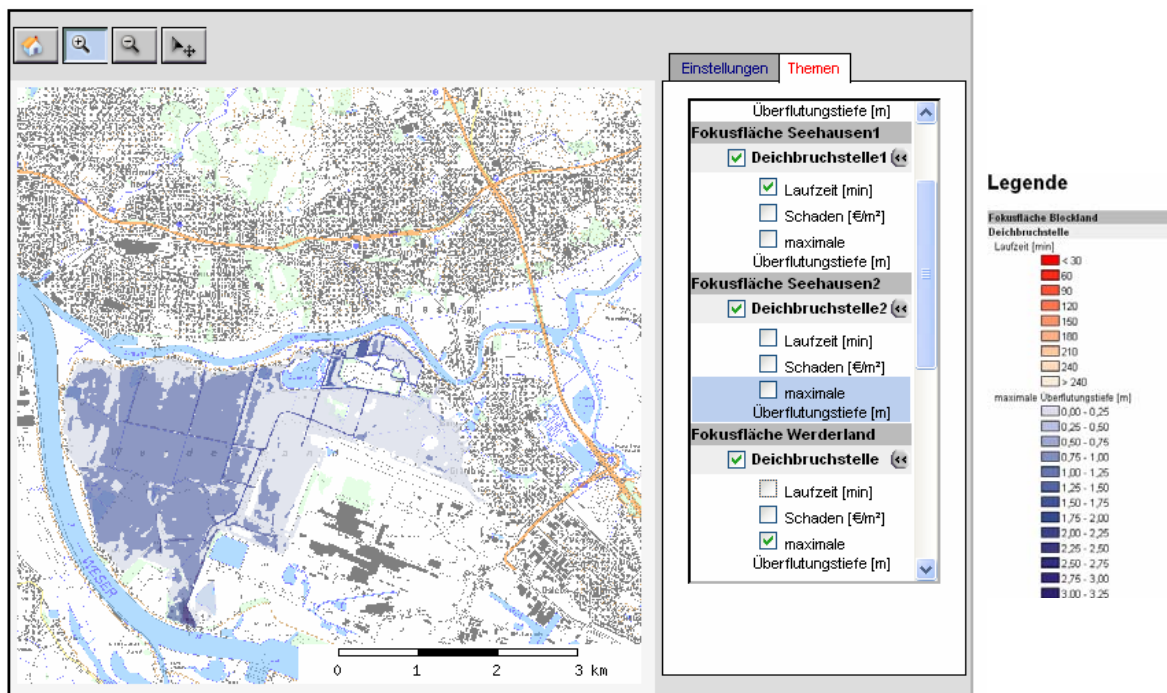 Einstellungen
Themen
Überflutungstiefe [m]
Fokusfläche Seehausen1
Deichbruchstelle1
Laufzeit [min]
Schaden [€/m²]
maximale
Überflutungstiefe [m]
Fokusfläche Seehausen2
Deichbruchstelle2
Laufzeit [min]
Schaden [€/m²]
maximale
Überflutungstiefe [m]
Fokusfläche Werderland
Deichbruchstelle
Laufzeit [min]
Schaden [€/m²]
maximale
Überflutungstiefe [m]
Werderland
WESER
0 1 2 3 km
Legende
Fokusfläche Blockland
Deichbruchstelle
Laufzeit [min]
< 30
60
90
120
150
180
210
240
> 240
maximale Überflutungstiefe [m]
0,00 - 0,25
0,25 - 0,50
0,50 - 0,75
0,75 - 1,00
1,00 - 1,25
1,25 - 1,50
1,50 - 1,75
1,75 - 2,00
2,00 - 2,25
2,25 - 2,50
2,50 - 2,75
2,75 - 3,00
3,00 - 3,25